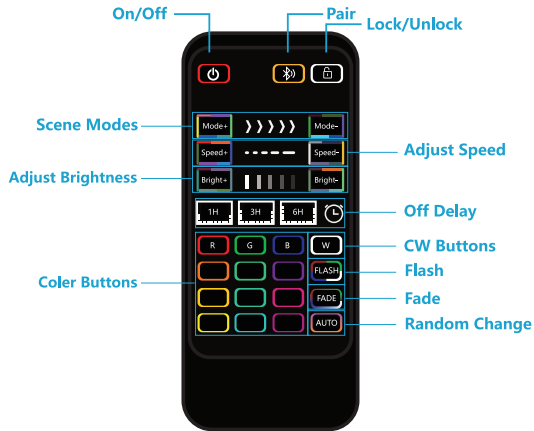 On/Off
Pair
Lock/Unlock
Scene Modes
Mode+
Mode-
Speed+
Speed-
Adjust Speed
Adjust Brightness
Bright+
Bright-
1H
3H
6H
Off Delay
R
G
B
W
CW Buttons
Coler Buttons
FLASH
Flash
FADE
Fade
AUTO
Random Change